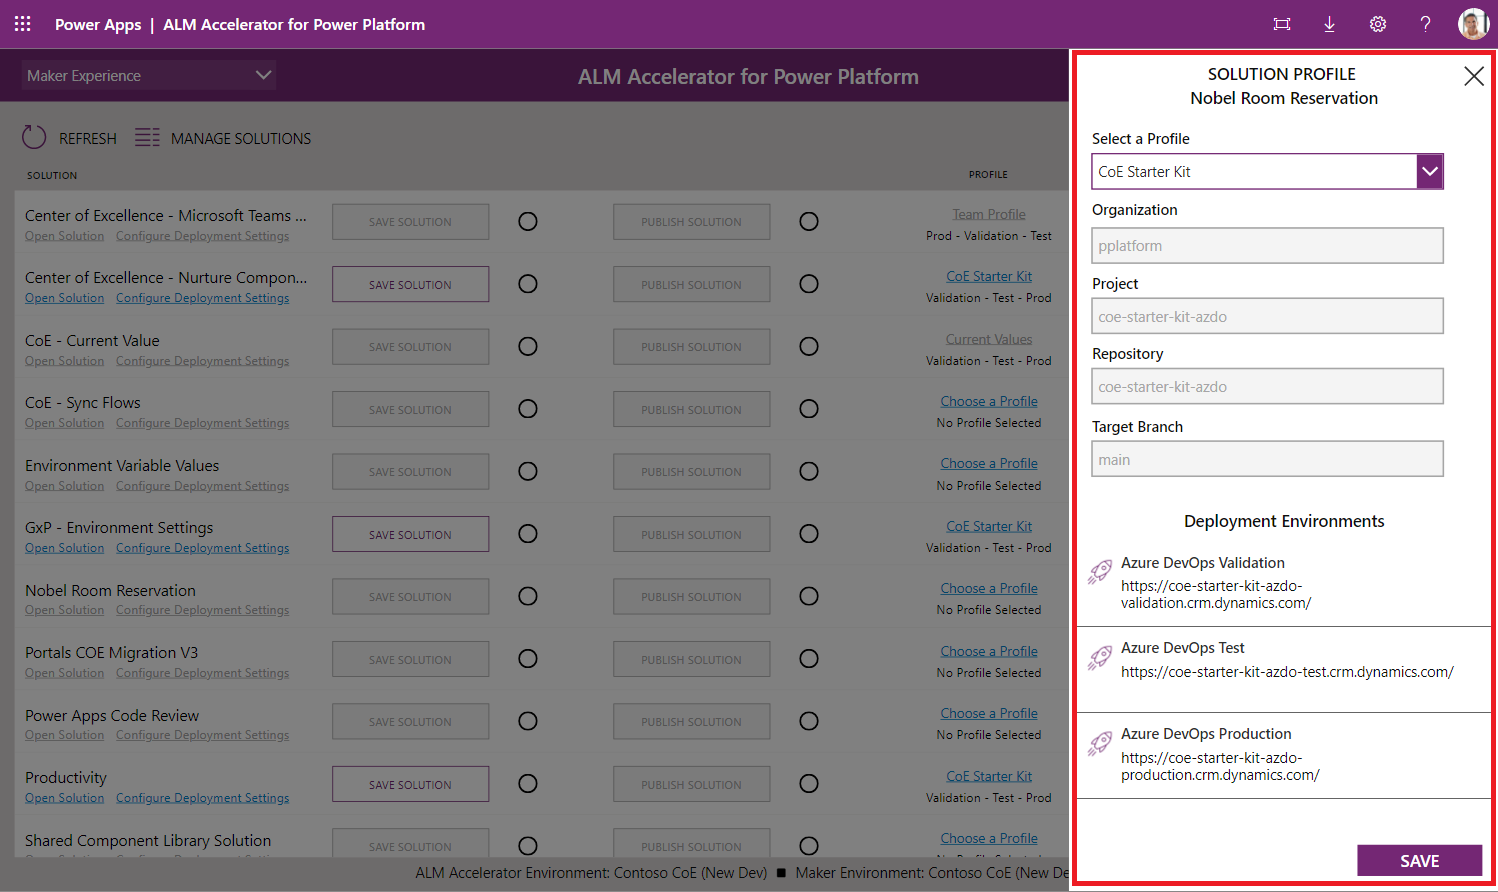 Power Apps | ALM Accelerator for Power Platform
?
Maker Experience
ALM Accelerator for Power Platform
REFRESH MANAGE SOLUTIONS
SOLUTION PROFILE
Center of Excellence - Microsoft Teams ... SAVE SOLUTION PUBLISH SOLUTION Team Profile
Open Solution Configure Deployment Settings Prod - Validation - Test
Center of Excellence - Nurture Compon... SAVE SOLUTION PUBLISH SOLUTION CoE Starter Kit
Open Solution Configure Deployment Settings Validation - Test - Prod
CoE - Current Value SAVE SOLUTION PUBLISH SOLUTION Current Values
Open Solution Configure Deployment Settings Validation - Test - Prod
CoE - Sync Flows SAVE SOLUTION PUBLISH SOLUTION Choose a Profile
Open Solution Configure Deployment Settings No Profile Selected
Environment Variable Values SAVE SOLUTION PUBLISH SOLUTION Choose a Profile
Open Solution Configure Deployment Settings No Profile Selected
GxP - Environment Settings SAVE SOLUTION PUBLISH SOLUTION CoE Starter Kit
Open Solution Configure Deployment Settings Validation - Test - Prod
Nobel Room Reservation SAVE SOLUTION PUBLISH SOLUTION Choose a Profile
Open Solution Configure Deployment Settings No Profile Selected
Portals COE Migration V3 SAVE SOLUTION PUBLISH SOLUTION Choose a Profile
Open Solution Configure Deployment Settings No Profile Selected
Power Apps Code Review SAVE SOLUTION PUBLISH SOLUTION Choose a Profile
Open Solution Configure Deployment Settings No Profile Selected
Productivity SAVE SOLUTION PUBLISH SOLUTION CoE Starter Kit
Open Solution Configure Deployment Settings Validation - Test - Prod
Shared Component Library Solution SAVE SOLUTION PUBLISH SOLUTION Choose a Profile
ALM Accelerator Environment: Contoso CoE (New Dev) ■ Maker Environment: Contoso CoE (New De
SOLUTION PROFILE
Nobel Room Reservation
Select a Profile
CoE Starter Kit
Organization
pplatform
Project
coe-starter-kit-azdo
Repository
coe-starter-kit-azdo
Target Branch
main
Deployment Environments
Azure DevOps Validation
https://coe-starter-kit-azdo-
validation.crm.dynamics.com/
Azure DevOps Test
https://coe-starter-kit-azdo-test.crm.dynamics.com/
Azure DevOps Production
https://coe-starter-kit-azdo-
production.crm.dynamics.com/
SAVE